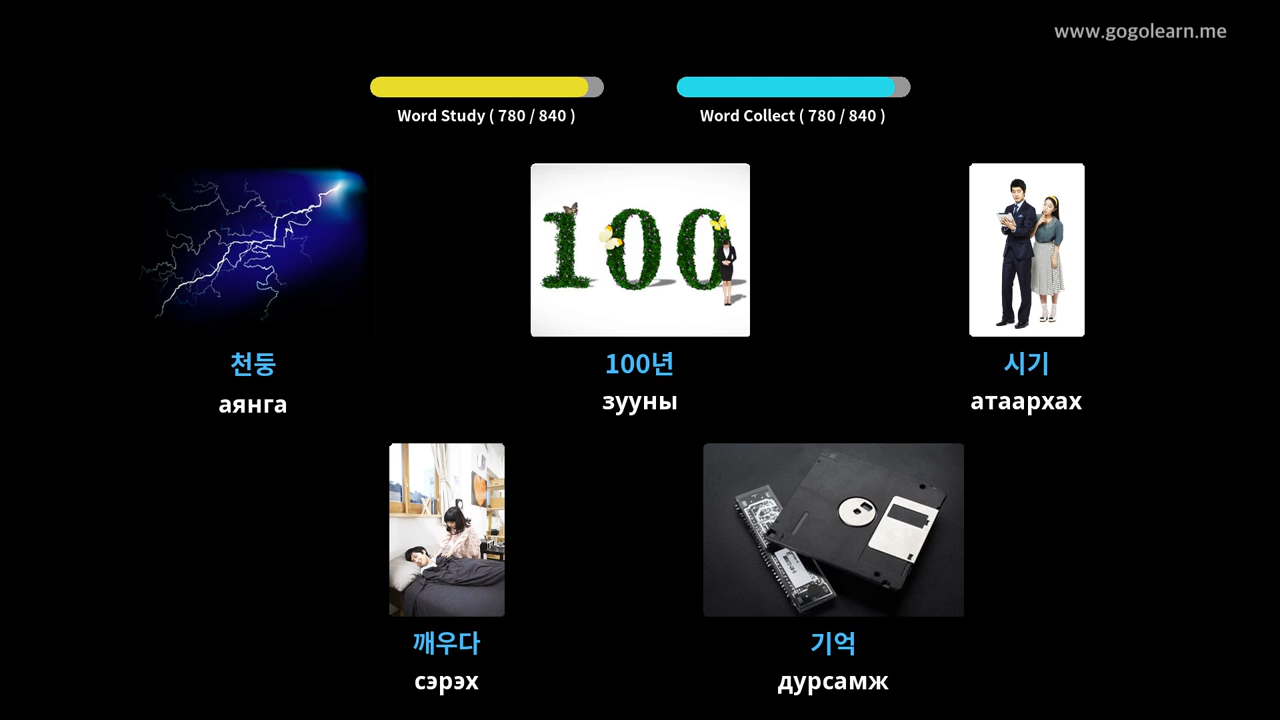 www.gogolearn.me
Word Study ( 780 / 840 )
Word Collect ( 780 / 840 )
천둥
100년
시기
аянга
зууны
атаархах
깨우다
기억
сэрэх
дурсамж